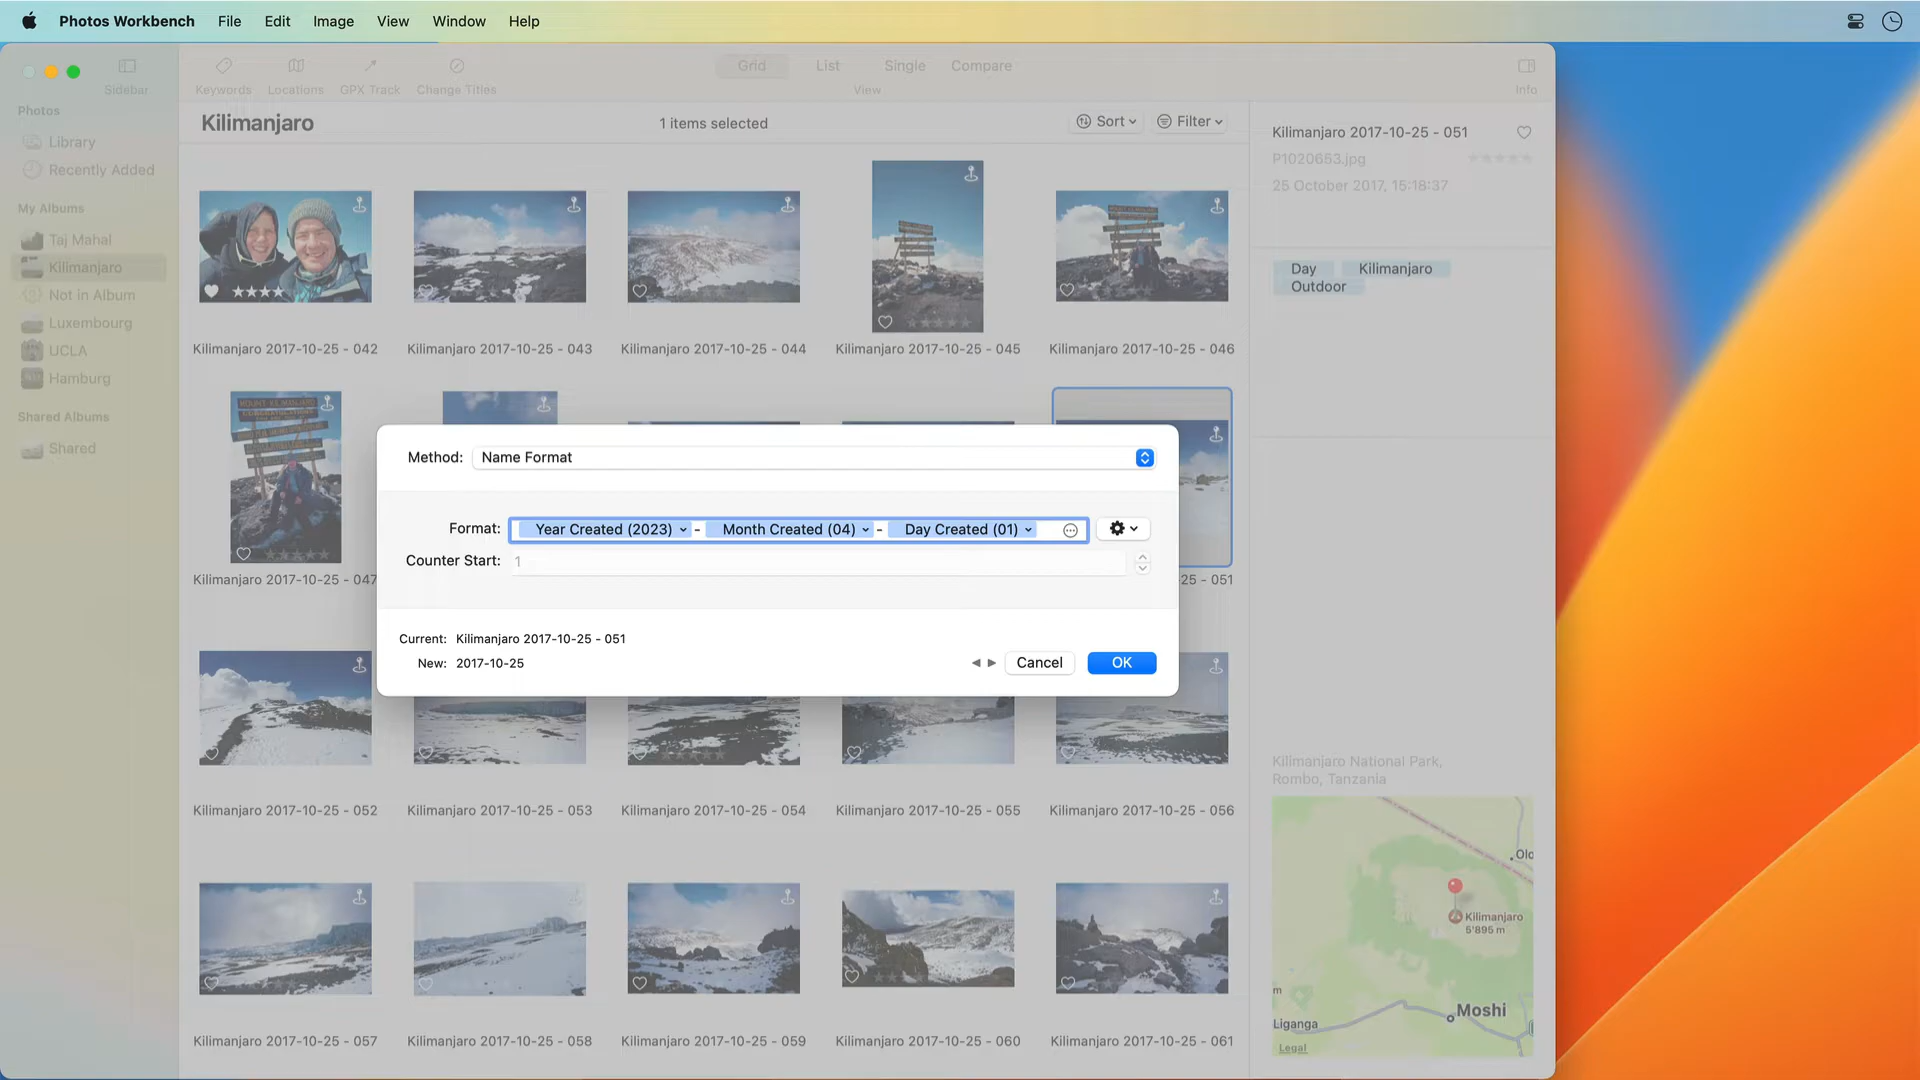 Photos Workbench File Edit Image View Window Help
Sidebar
Keywords Locations GPX Track Change Titles
Grid List Single Compare
View
Info
Photos
Library
Recently Added
My Albums
Taj Mahal
Kilimanjaro
Not in Album
Luxembourg
UCLA
Hamburg
Shared Albums
Shared
Kilimanjaro
1 items selected
Sort Filter
Kilimanjaro 2017-10-25 - 042 Kilimanjaro 2017-10-25 - 043 Kilimanjaro 2017-10-25 - 044 Kilimanjaro 2017-10-25 - 045 Kilimanjaro 2017-10-25 - 046
MOUNT KILIMANJARO
CONGRATULATIONS
Kilimanjaro 2017-10-25 - 047
25 - 051
Method: Name Format
Format: Year Created (2023) - Month Created (04) - Day Created (01)
Counter Start: 1
Current: Kilimanjaro 2017-10-25 - 051
New: 2017-10-25
Cancel OK
Kilimanjaro 2017-10-25 - 052 Kilimanjaro 2017-10-25 - 053 Kilimanjaro 2017-10-25 - 054 Kilimanjaro 2017-10-25 - 055 Kilimanjaro 2017-10-25 - 056
Kilimanjaro 2017-10-25 - 057 Kilimanjaro 2017-10-25 - 058 Kilimanjaro 2017-10-25 - 059 Kilimanjaro 2017-10-25 - 060 Kilimanjaro 2017-10-25 - 061
Kilimanjaro 2017-10-25 - 051
P1020653.jpg
25 October 2017, 15:18:37
Day Kilimanjaro
Outdoor
Kilimanjaro National Park,
Rombo, Tanzania
Olo
Kilimanjaro
5'895 m
m
Moshi
Liganga
Legal